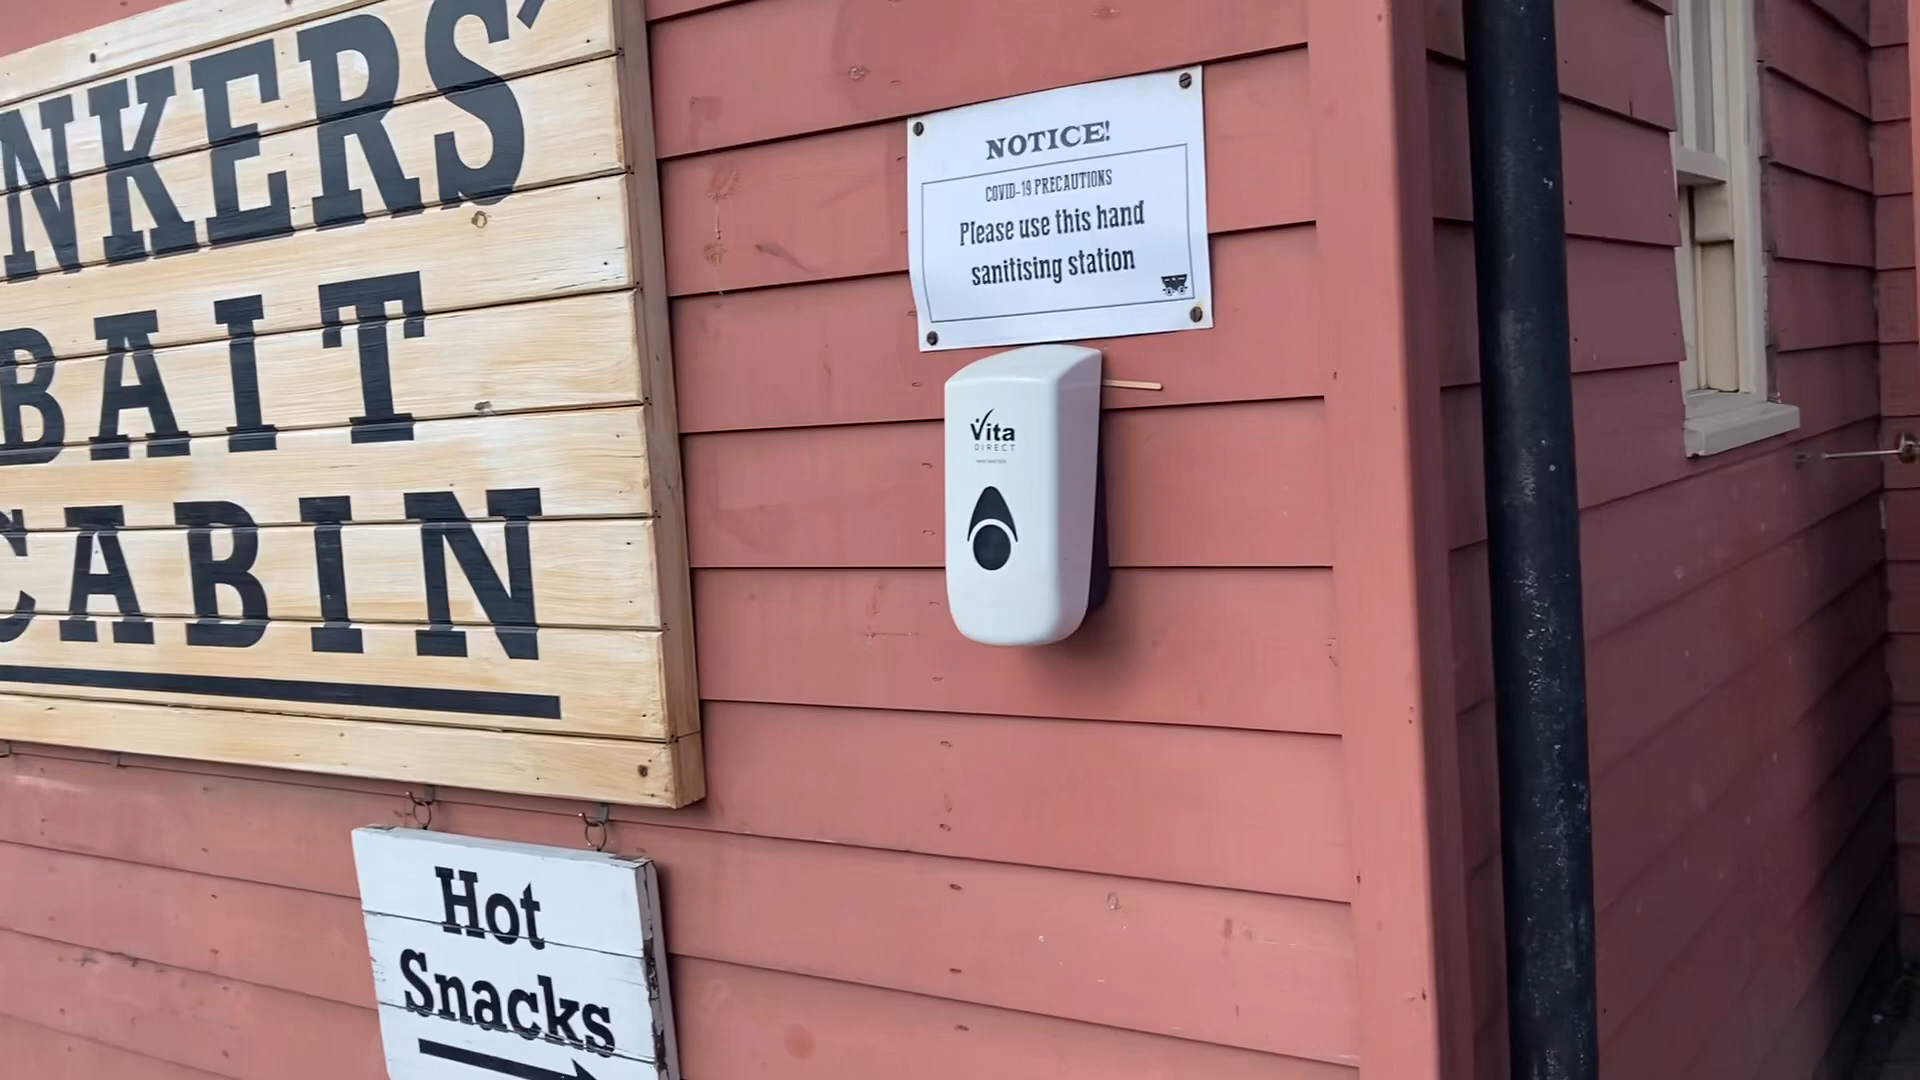 NKERS'
BAIT
CABIN
Hot
Snacks
NOTICE!
COVID-19 PRECAUTIONS
Please use this hand
sanitising station
Vita
DIRECT